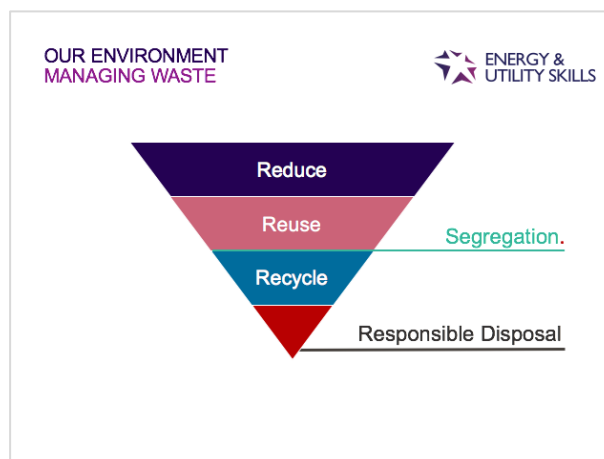 OUR ENVIRONMENT
MANAGING WASTE
ENERGY &
UTILITY SKILLS
Reduce
Reuse
Segregation.
Recycle
Responsible Disposal